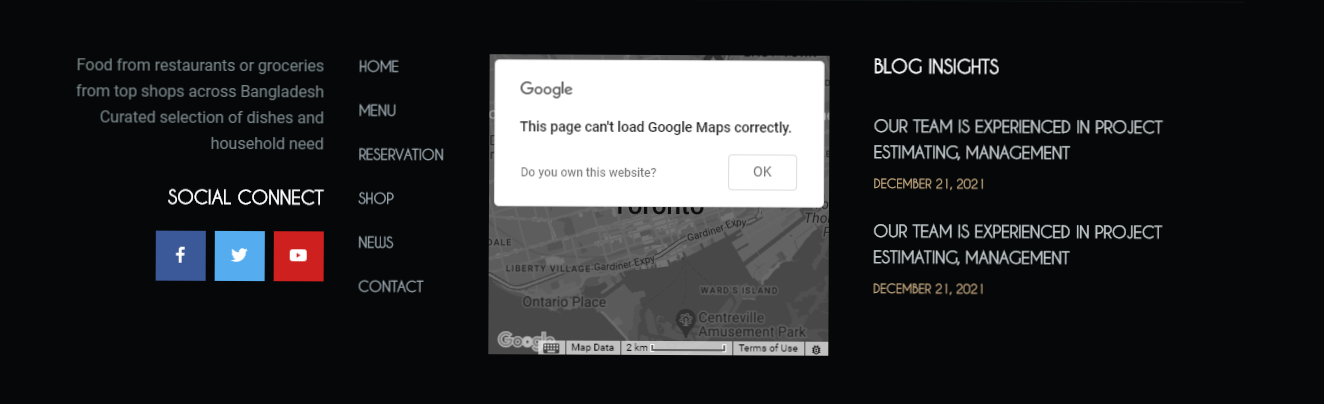 Food from restaurants or groceries
from top shops across Bangladesh
Curated selection of dishes and
household need
SOCIAL CONNECT
HOME
MENU
RESERVATION
SHOP
NEWS
CONTACT
Google
This page can't load Google Maps correctly.
Do you own this website?
OK
Toronto
Gardiner Expy
LIBERTY VILLAGE
Gardiner Expy
WARD'S ISLAND
Ontario Place
Centreville
Amusement Park
Google
Map Data
2 km
Terms of Use
BLOG INSIGHTS
OUR TEAM IS EXPERIENCED IN PROJECT
ESTIMATING, MANAGEMENT
DECEMBER 21, 2021
OUR TEAM IS EXPERIENCED IN PROJECT
ESTIMATING, MANAGEMENT
DECEMBER 21, 2021